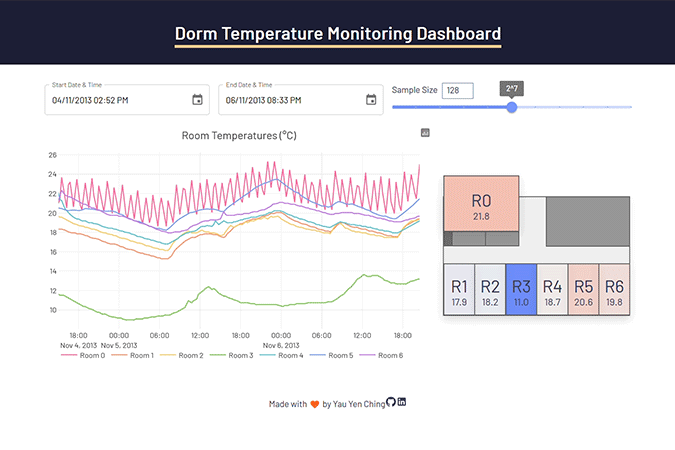 Dorm Temperature Monitoring Dashboard
Start Date & Time
04/11/2013 02:52 PM
End Date & Time
06/11/2013 08:33 PM
Sample Size 128
2^7
Room Temperatures (°C)
26
24
22
20
18
16
14
12
10
18:00 00:00 06:00 12:00 18:00 00:00 06:00 12:00 18:00
Nov 4, 2013 Nov 5, 2013 Nov 6, 2013
Room 0 Room 1 Room 2 Room 3 Room 4 Room 5 Room 6
R0
21.8
R1 R2 R3 R4 R5 R6
17.9 18.2 11.0 18.7 20.6 19.8
Made with by Yau Yen Ching